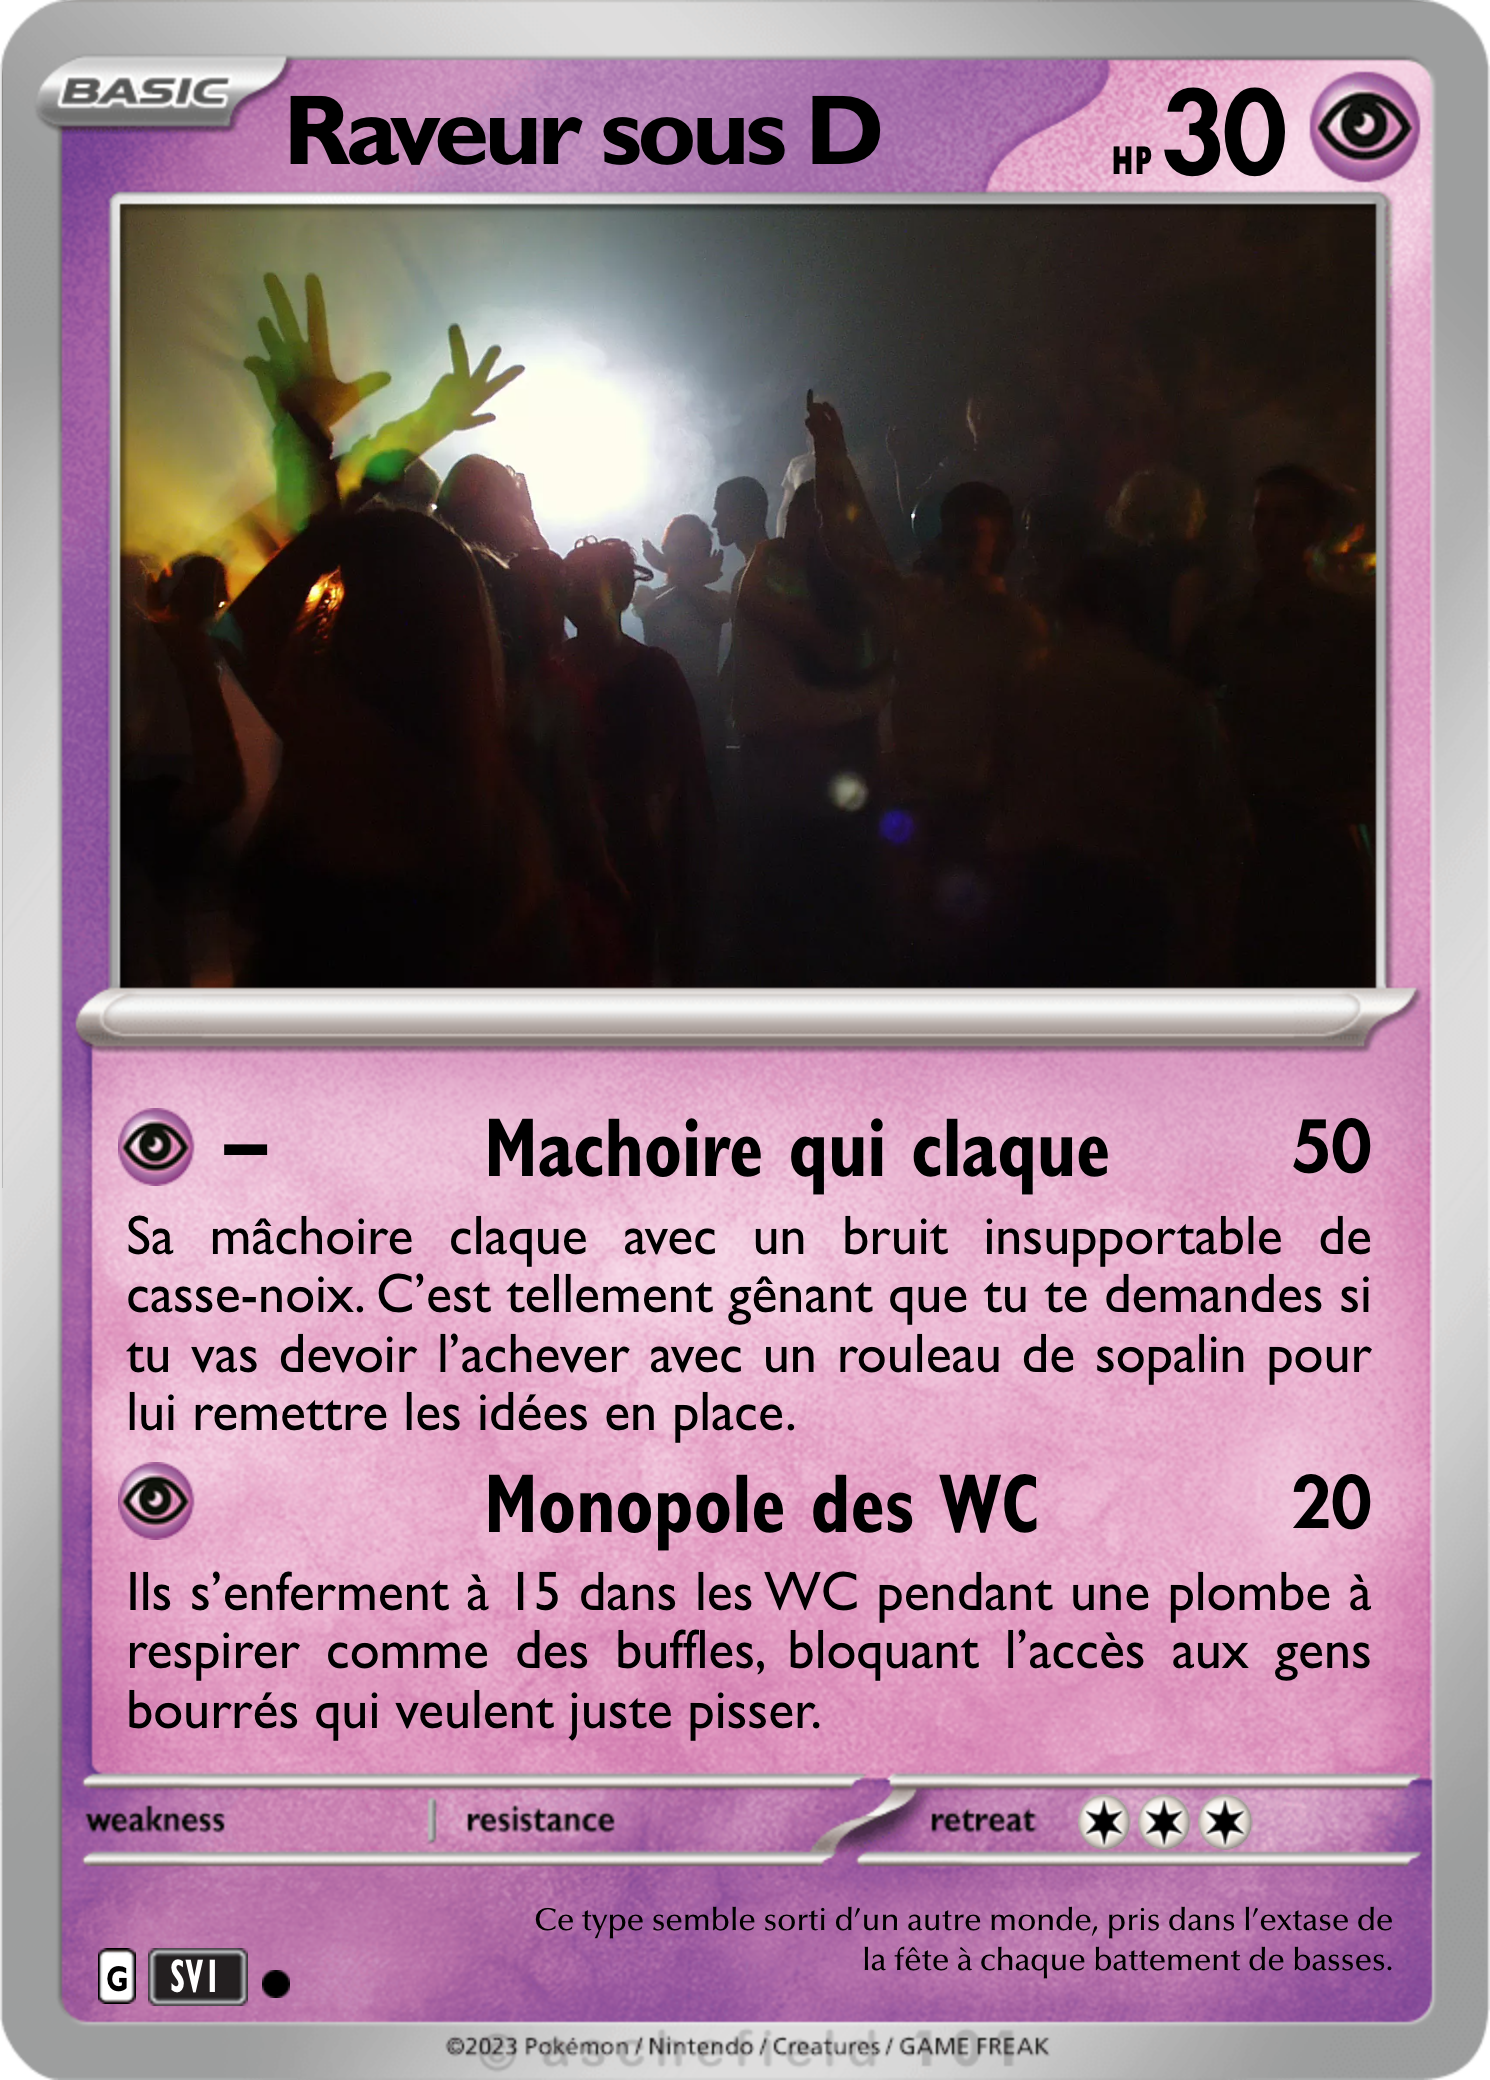 BASIC
Raveur sous D
HP 30
– Machoire qui claque 50
Sa mâchoire claque avec un bruit insupportable de
casse-noix. C’est tellement gênant que tu te demandes si
tu vas devoir l’achever avec un rouleau de sopalin pour
lui remettre les idées en place.
Monopole des WC 20
Ils s’enferment à 15 dans les WC pendant une plombe à
respirer comme des buffles, bloquant l’accès aux gens
bourrés qui veulent juste pisser.
weakness resistance retreat
Ce type semble sorti d’un autre monde, pris dans l’extase de
la fête à chaque battement de basses.
G SVI
©2023 Pokémon / Nintendo / Creatures / GAME FREAK